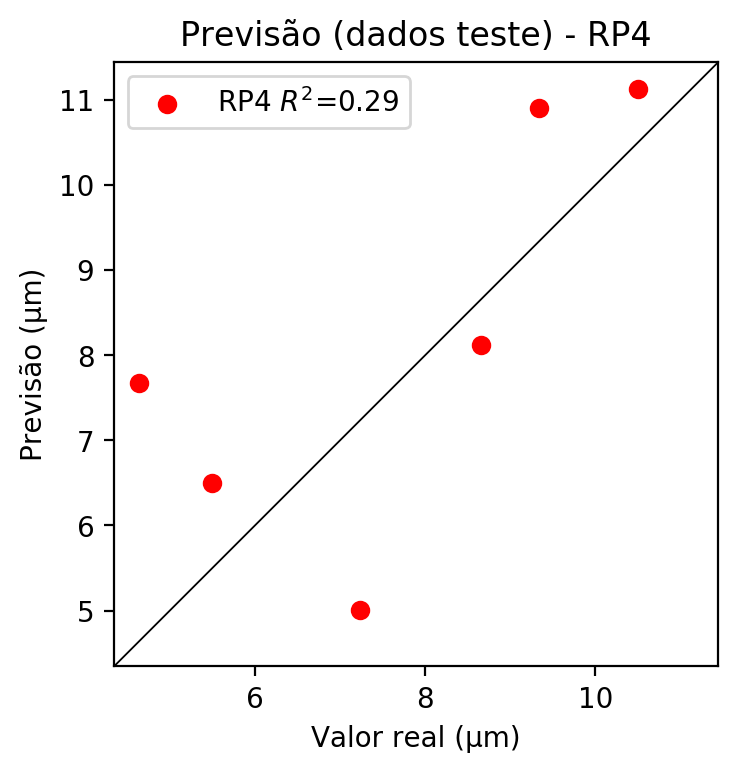 Previsão (dados teste) - RP4
RP4 R²=0.29
Previsão (μm)
11
10
9
8
7
6
5
6 8 10
Valor real (μm)